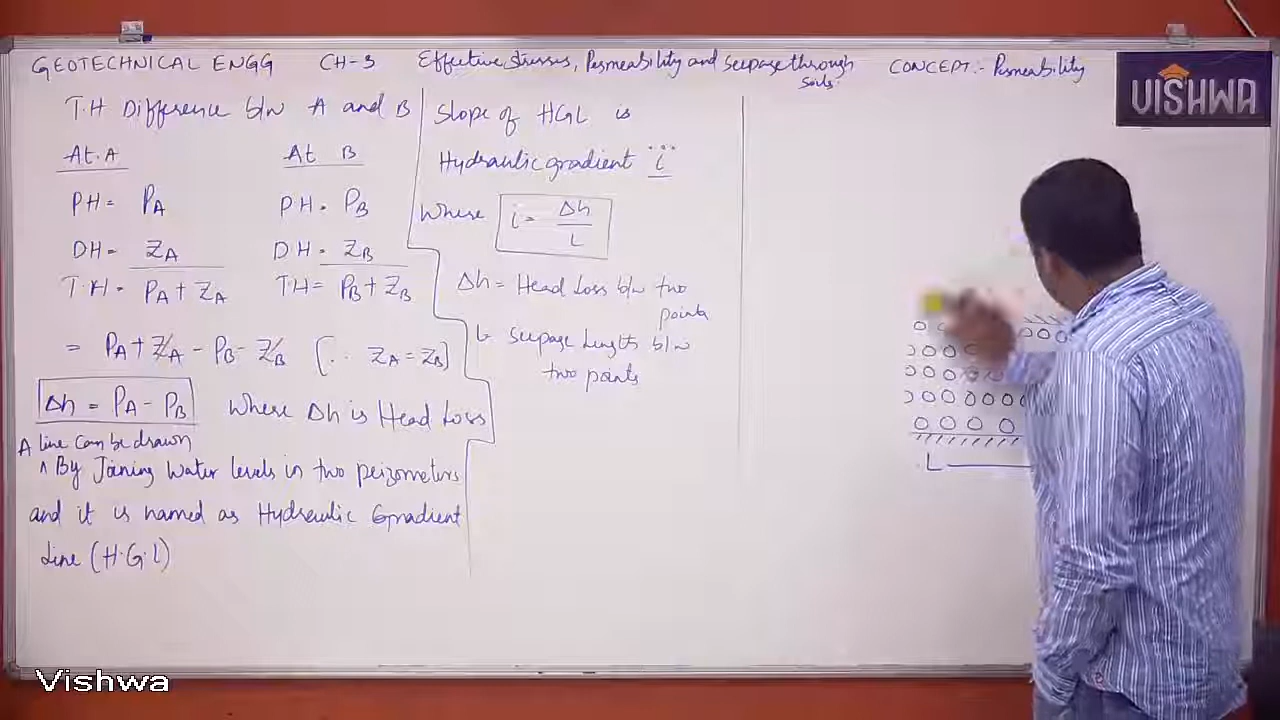 GEOTECHNICAL ENGG CH-3 Effective stresses, Permeability and seepage through soils. CONCEPT:- Permeability
VISHWA
T.H Difference b/w A and B
At. A
At B
PH = PA
PH = PB
DH = ZA
DH = ZB
T.H = PA + ZA
T.H = PB + ZB
= PA + ZA - PB - ZB (∵ ZA = ZB)
Δh = PA - PB Where Δh is Head Loss
A line can be drawn
^ By Joining Water levels in two peizometers
and it is named as Hydraulic Gradient
Line (H.G.L)
Slope of HGL is
Hydraulic gradient "i"
Where i = Δh / L
Δh = Head Loss b/w two points
L seepage length b/w
two points
L
Vishwa